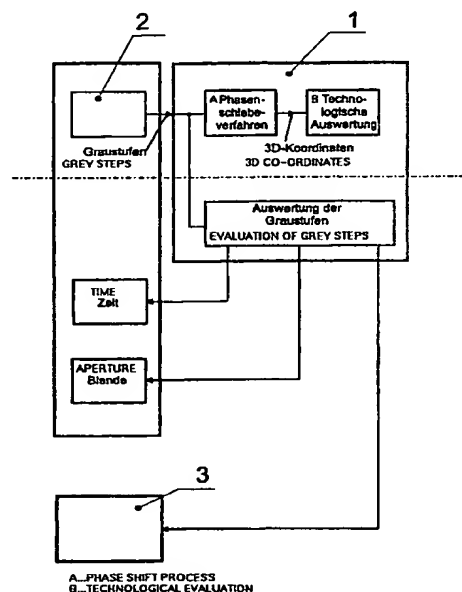 2
1
A Phasen-
schiebe-
verfahren
B Techno-
logische
Auswertung
Graustufen
GREY STEPS
3D-Koordinaten
3D CO-ORDINATES
Auswertung der
Graustufen
EVALUATION OF GREY STEPS
TIME
Zeit
APERTURE
Blende
3
A...PHASE SHIFT PROCESS
B...TECHNOLOGICAL EVALUATION